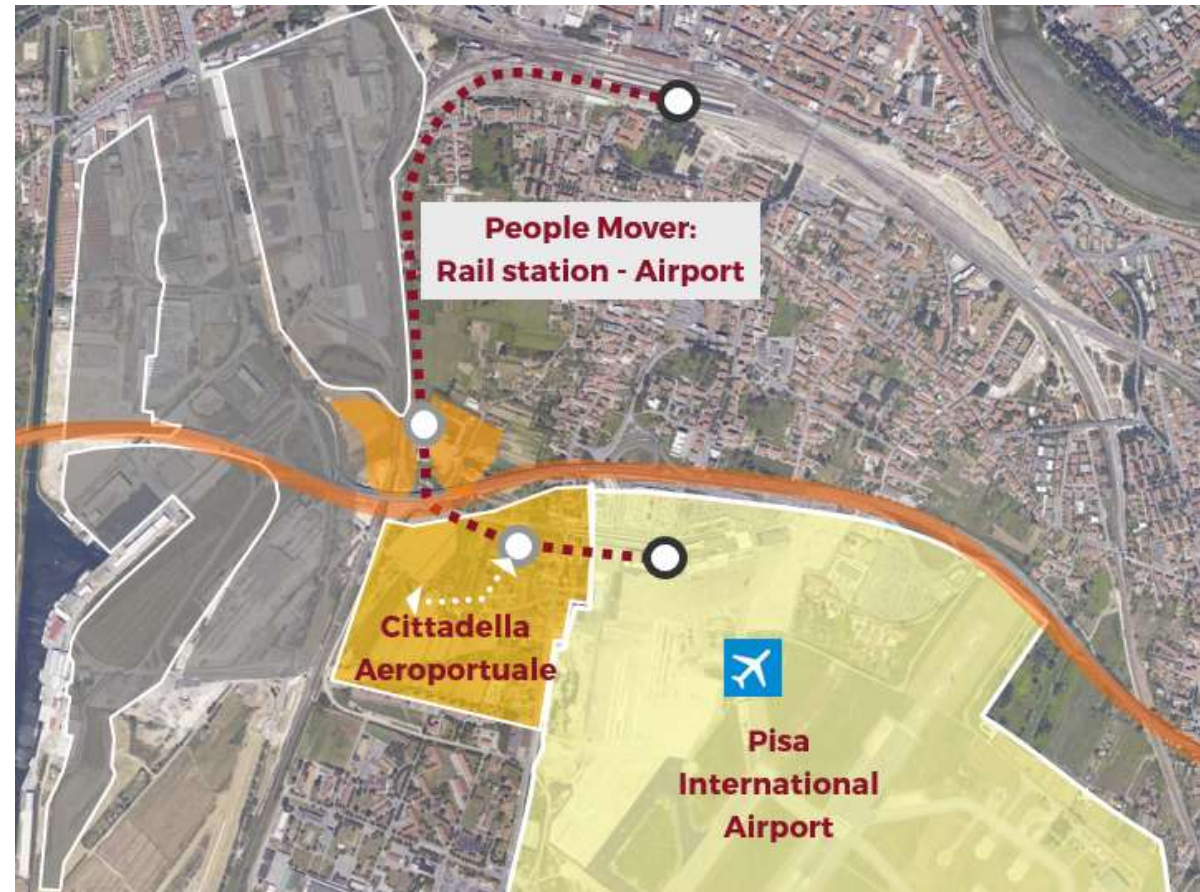 People Mover:
Rail station - Airport
Cittadella
Aeroportuale
Pisa
International
Airport